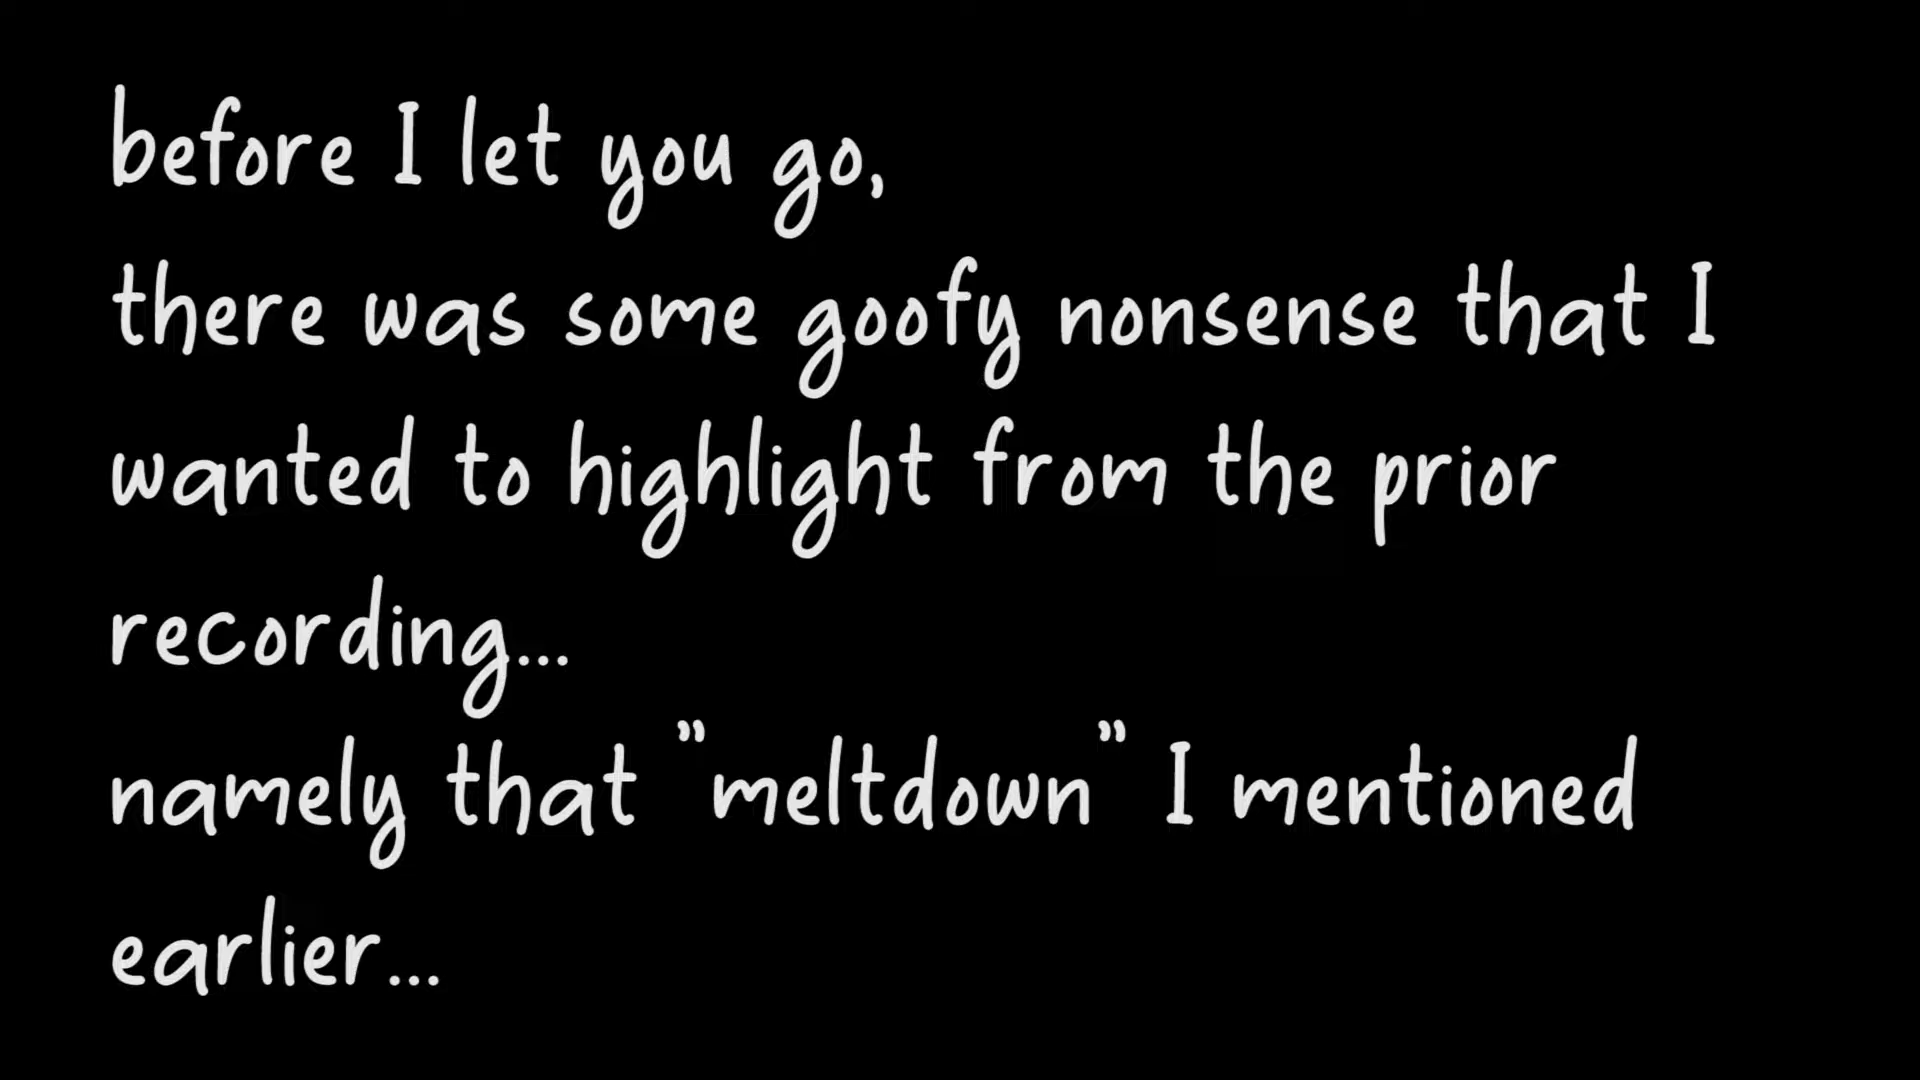 before I let you go,
there was some goofy nonsense that I
wanted to highlight from the prior
recording...
namely that ”meltdown” I mentioned
earlier...